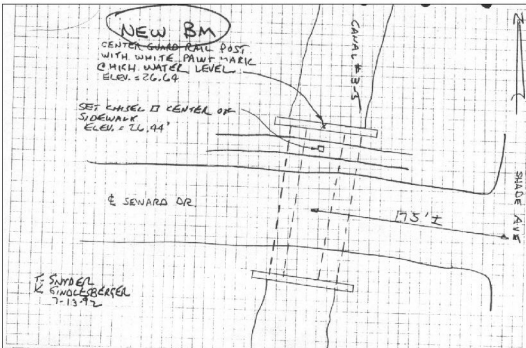 NEW BM
CENTER GUARD RAIL POST
WITH WHITE PAINT MARK
@ HIGH WATER LEVEL
ELEV. = 26.64
CANAL # 3-5
SET CHISEL □ CENTER OF
SIDEWALK
ELEV. = 26.44'
℄ SEWARD DR.
175' ±
SHADE AVE
T. SNYDER
K. GINDLESBERGER
7-13-92